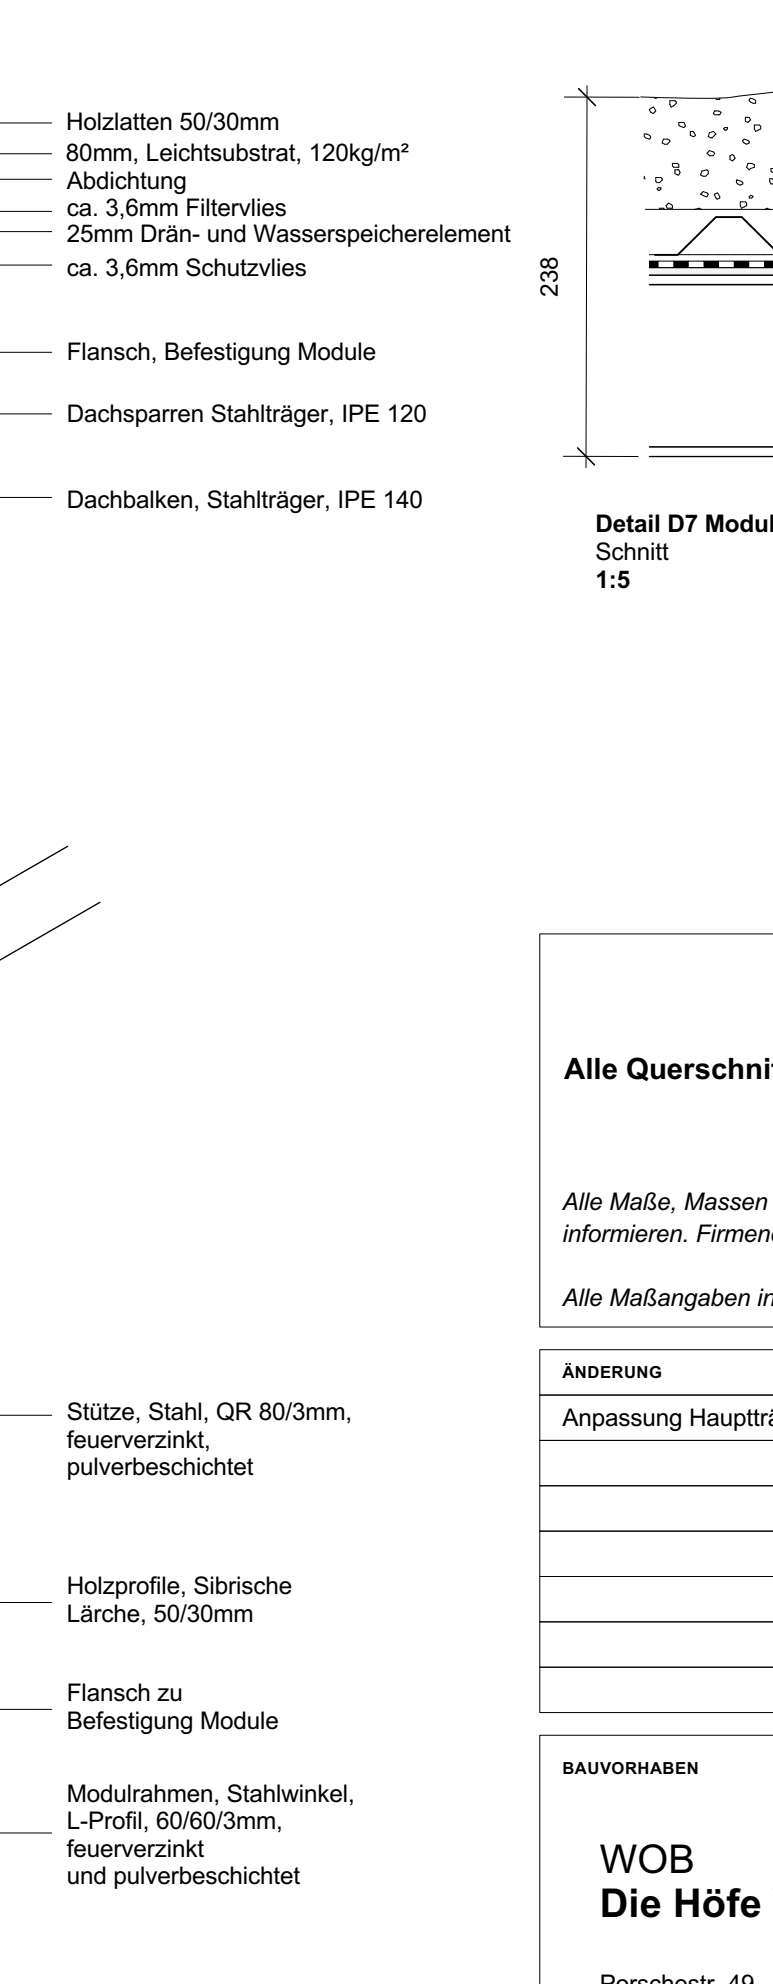 Holzlatten 50/30mm
80mm, Leichtsubstrat, 120kg/m²
Abdichtung
ca. 3,6mm Filtervlies
25mm Drän- und Wasserspeicherelement
ca. 3,6mm Schutzvlies
Flansch, Befestigung Module
Dachsparren Stahlträger, IPE 120
Dachbalken, Stahlträger, IPE 140
238
Detail D7 Modul
Schnitt
1:5
Alle
Alle Maße, Massen
informieren.
Alle Maßangaben in
ÄNDERUNG
Anpassung
Stütze, Stahl, QR 80/3mm,
feuerverzinkt,
pulverbeschichtet
Holzprofile, Sibrische
Lärche, 50/30mm
Flansch zu
Befestigung Module
Modulrahmen, Stahlwinkel,
L-Profil, 60/60/3mm,
feuerverzinkt
und pulverbeschichtet
BAUVORHABEN
WOB
Die Höfe
Porschestr. 49